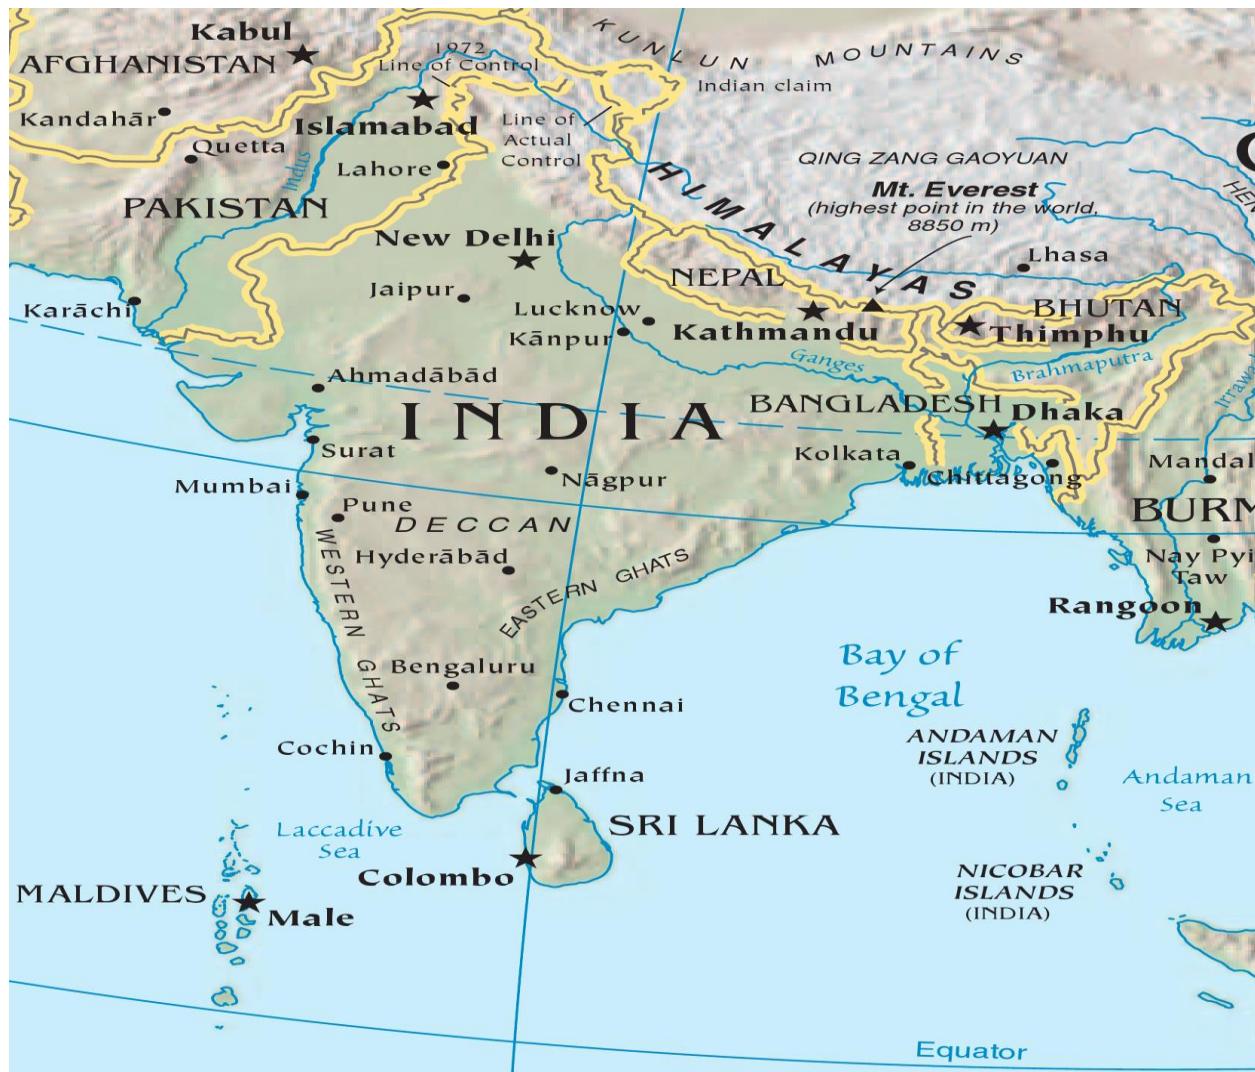 Kabul
AFGHANISTAN
1972
Line of Control
KUNLUN MOUNTAINS
Indian claim
Kandahār
Islamabad
Line of
Actual
Control
Quetta
Indus
Lahore
QING ZANG GAOYUAN
HIMALAYAS
Mt. Everest
(highest point in the world,
8850 m)
PAKISTAN
New Delhi
Lhasa
NEPAL
Jaipur
Karāchi
Lucknow
Kānpur
Kathmandu
BHUTAN
Thimphu
Ganges
Brahmaputra
Ahmadābād
INDIA
BANGLADESH
Dhaka
Surat
Kolkata
Chittagong
Mandal
Mumbai
Nāgpur
Pune
DECCAN
BURM
WESTERN GHATS
Hyderābād
EASTERN GHATS
Nay Pyi
Taw
Rangoon
Bengaluru
Bay of
Bengal
Chennai
Cochin
ANDAMAN
ISLANDS
(INDIA)
Jaffna
Andaman
Sea
Laccadive
Sea
SRI LANKA
Colombo
NICOBAR
ISLANDS
(INDIA)
MALDIVES
Male
Equator